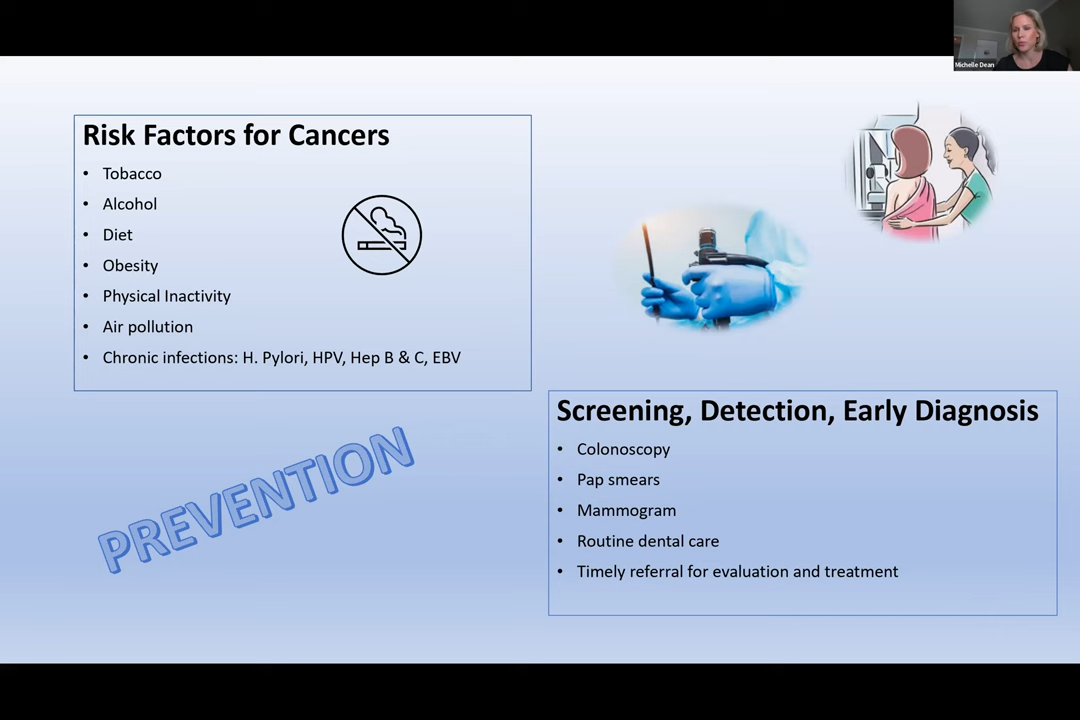 Michelle Dean
Risk Factors for Cancers
• Tobacco
• Alcohol
• Diet
• Obesity
• Physical Inactivity
• Air pollution
• Chronic infections: H. Pylori, HPV, Hep B & C, EBV
PREVENTION
Screening, Detection, Early Diagnosis
• Colonoscopy
• Pap smears
• Mammogram
• Routine dental care
• Timely referral for evaluation and treatment